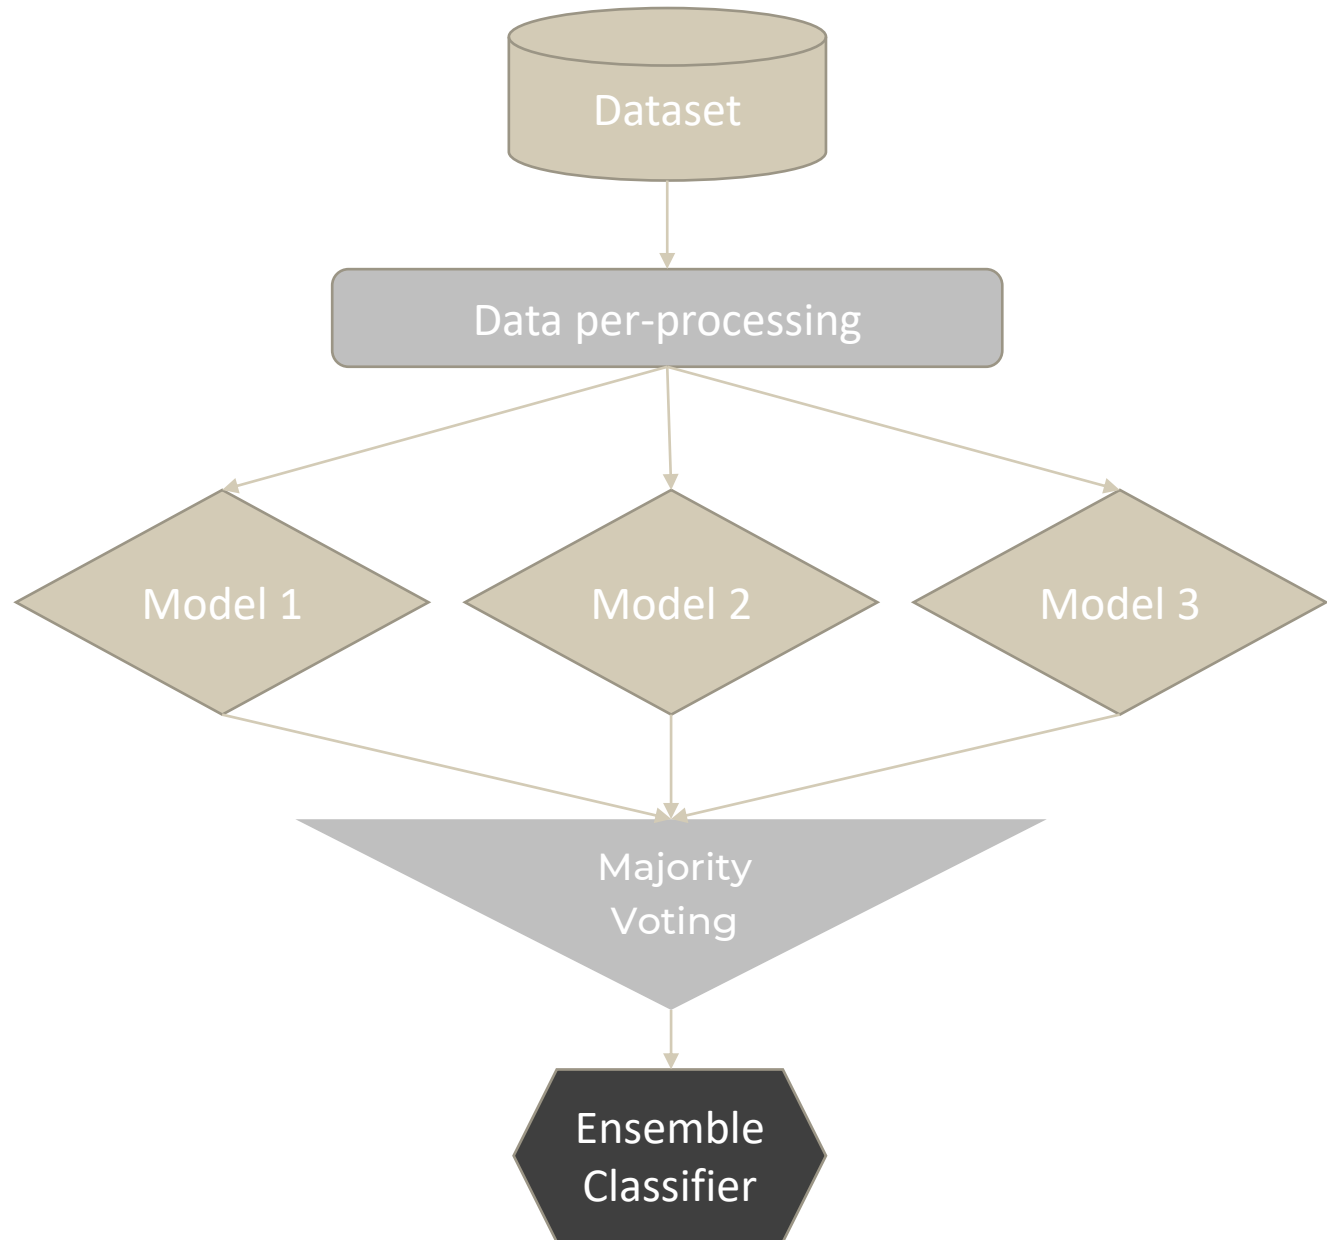 Dataset
Data per-processing
Model 1
Model 2
Model 3
Majority
Voting
Ensemble
Classifier